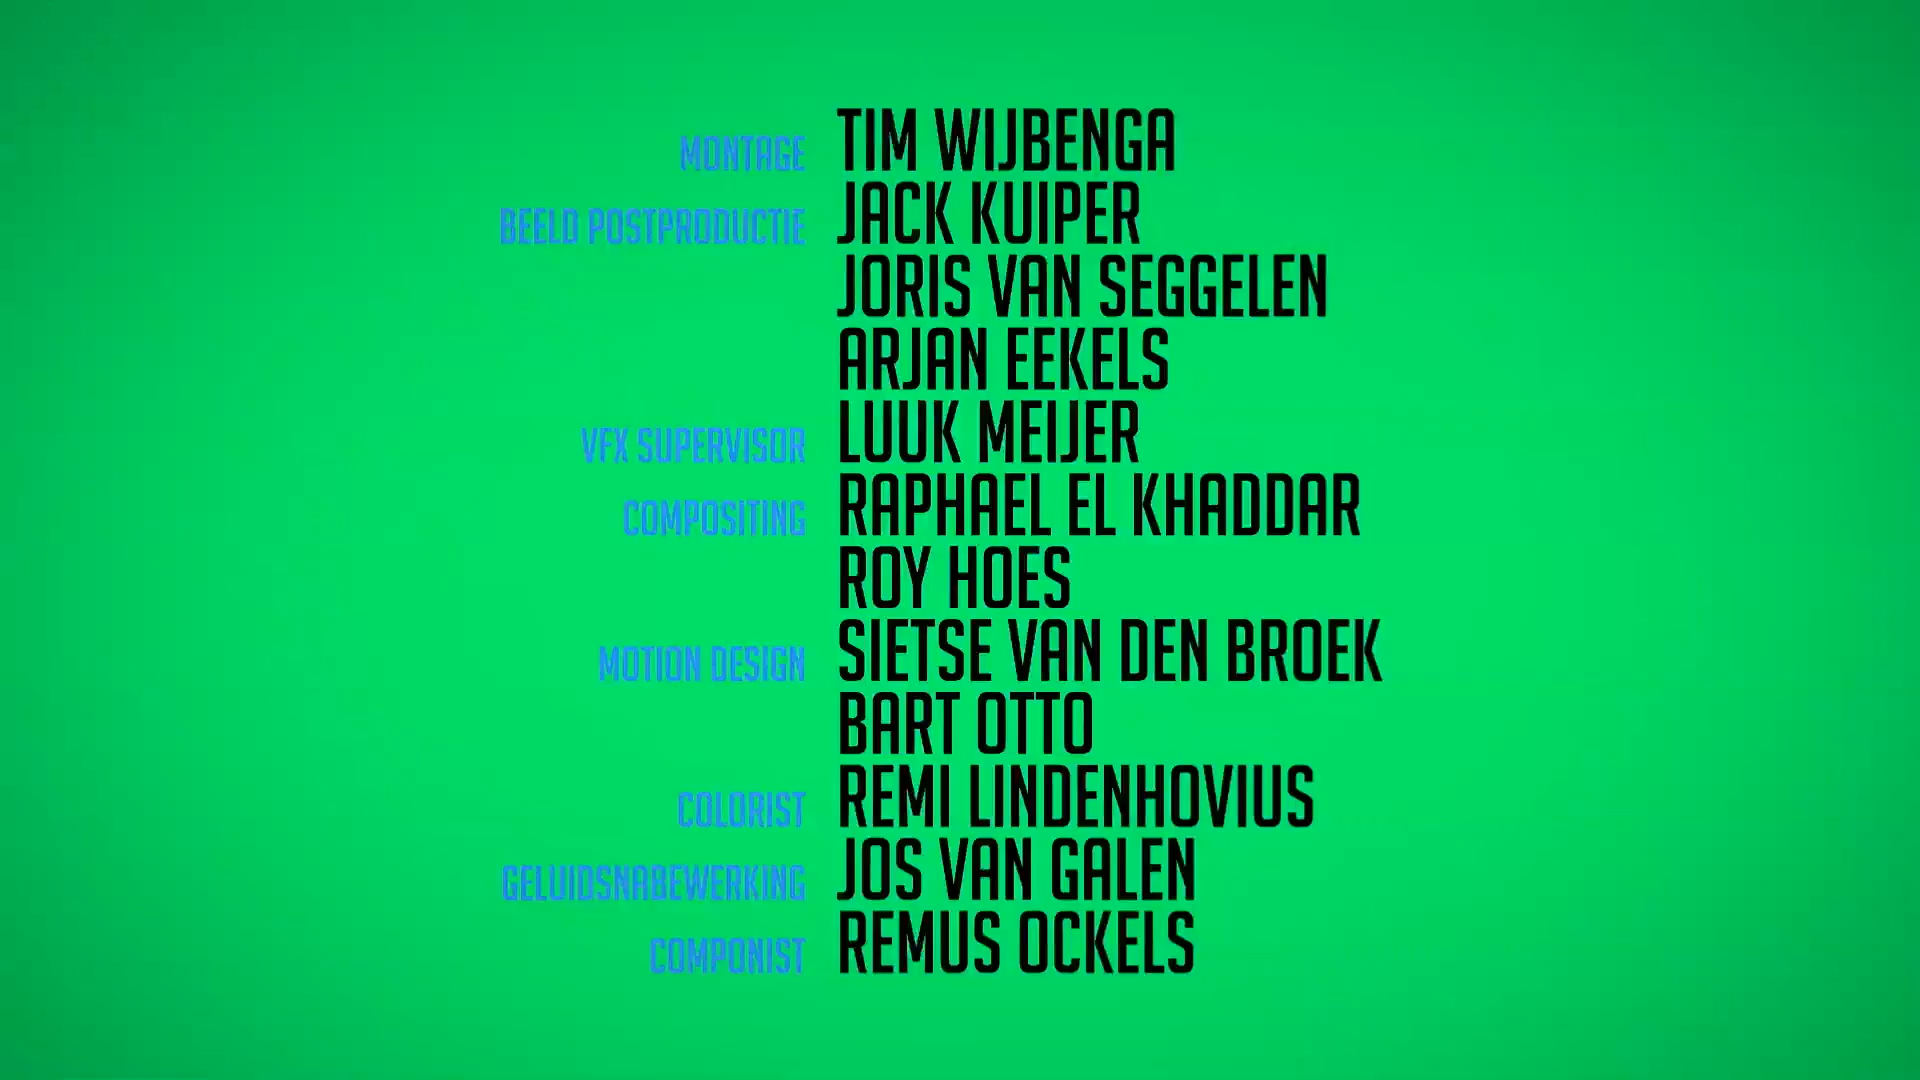 MONTAGE TIM WIJBENGA
BEELD POSTPRODUCTIE JACK KUIPER
JORIS VAN SEGGELEN
ARJAN EEKELS
VFX SUPERVISOR LUUK MEIJER
COMPOSITING RAPHAEL EL KHADDAR
ROY HOES
MOTION DESIGN SIETSE VAN DEN BROEK
BART OTTO
COLORIST REMI LINDENHOVIUS
GELUIDSNABEWERKING JOS VAN GALEN
COMPONIST REMUS OCKELS